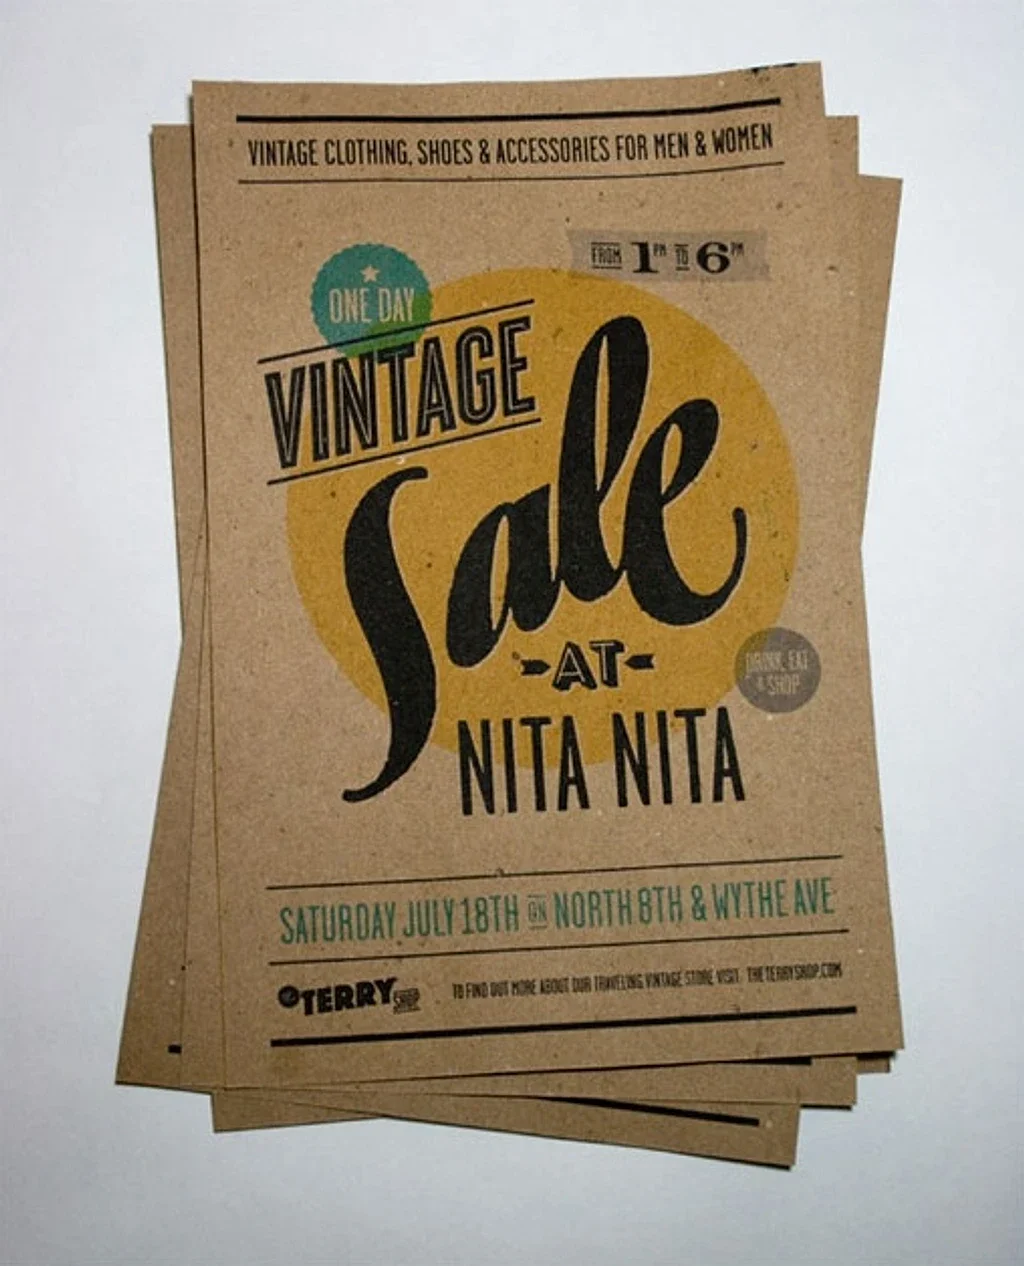 VINTAGE CLOTHING, SHOES & ACCESSORIES FOR MEN & WOMEN
FROM 1PM TO 6PM
ONE DAY
VINTAGE
Sale
AT
NITA NITA
DRINK, EAT
& SHOP
SATURDAY JULY 18TH ON NORTH 8TH & WYTHE AVE
TERRY SHOP
TO FIND OUT MORE ABOUT OUR TRAVELING VINTAGE STORE VISIT THETERRYSHOP.COM